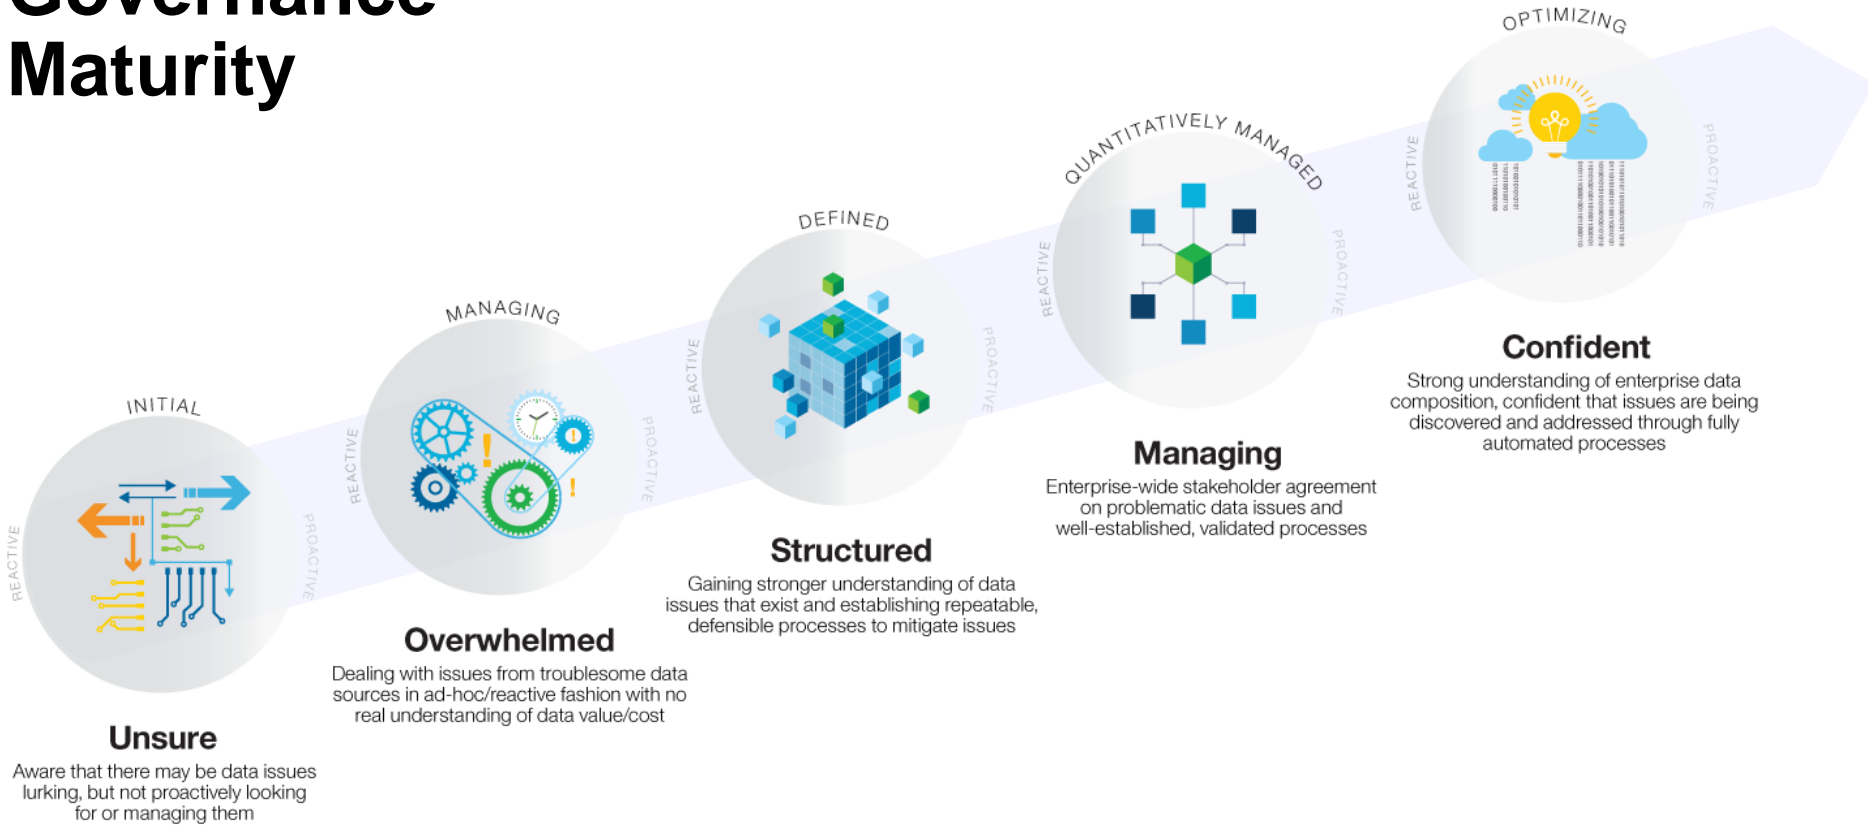 Governance
Maturity
INITIAL
REACTIVE
PROACTIVE
Unsure
Aware that there may be data issues
lurking, but not proactively looking
for or managing them
MANAGING
REACTIVE
PROACTIVE
Overwhelmed
Dealing with issues from troublesome data
sources in ad-hoc/reactive fashion with no
real understanding of data value/cost
DEFINED
REACTIVE
PROACTIVE
Structured
Gaining stronger understanding of data
issues that exist and establishing repeatable,
defensible processes to mitigate issues
QUANTITATIVELY MANAGED
REACTIVE
PROACTIVE
Managing
Enterprise-wide stakeholder agreement
on problematic data issues and
well-established, validated processes
OPTIMIZING
REACTIVE
PROACTIVE
Confident
Strong understanding of enterprise data
composition, confident that issues are being
discovered and addressed through fully
automated processes